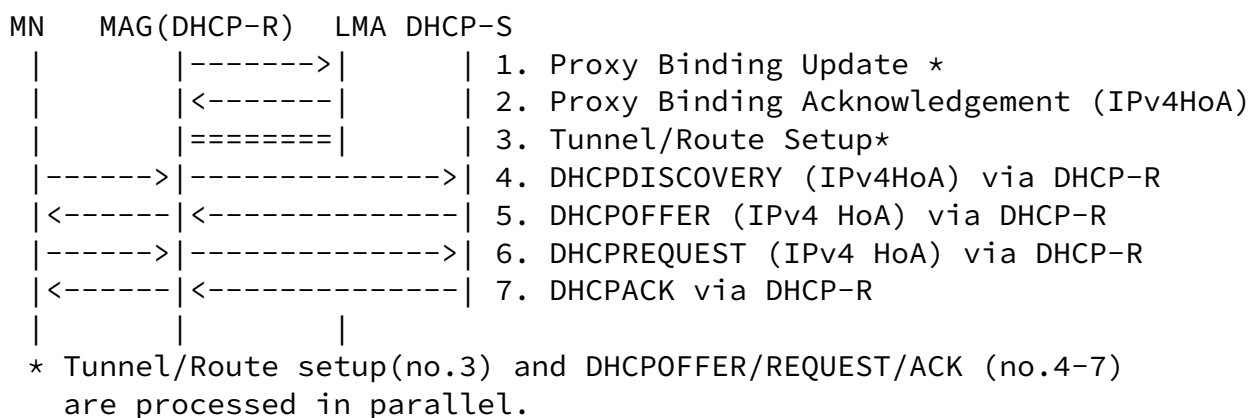 MN    MAG(DHCP-R)  LMA DHCP-S
 |       |------->|      | 1. Proxy Binding Update *
 |       |<-------|      | 2. Proxy Binding Acknowledgement (IPv4HoA)
 |       |========|      | 3. Tunnel/Route Setup*
 |------>|-------------->| 4. DHCPDISCOVERY (IPv4HoA) via DHCP-R
 |<------|<--------------| 5. DHCPOFFER (IPv4 HoA) via DHCP-R
 |------>|-------------->| 6. DHCPREQUEST (IPv4 HoA) via DHCP-R
 |<------|<--------------| 7. DHCPACK via DHCP-R
 |       |        |
 * Tunnel/Route setup(no.3) and DHCPOFFER/REQUEST/ACK (no.4-7)
   are processed in parallel.